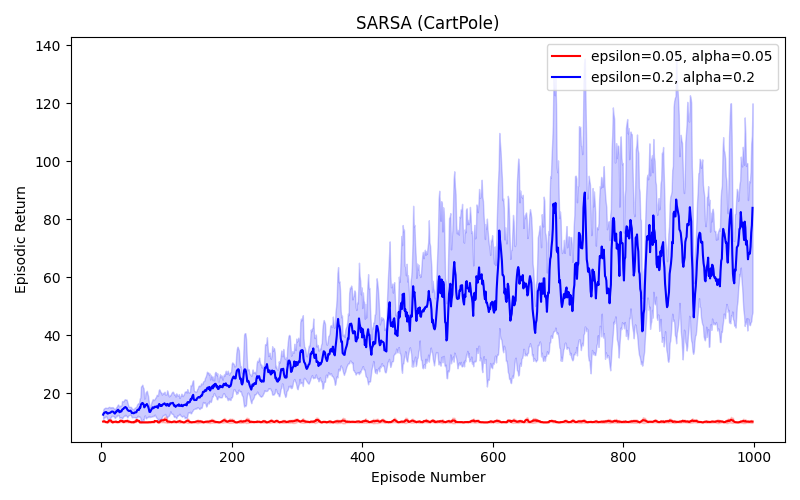 SARSA (CartPole)
epsilon=0.05, alpha=0.05
epsilon=0.2, alpha=0.2
Episodic Return
140
120
100
80
60
40
20
0
200
400
600
800
1000
Episode Number